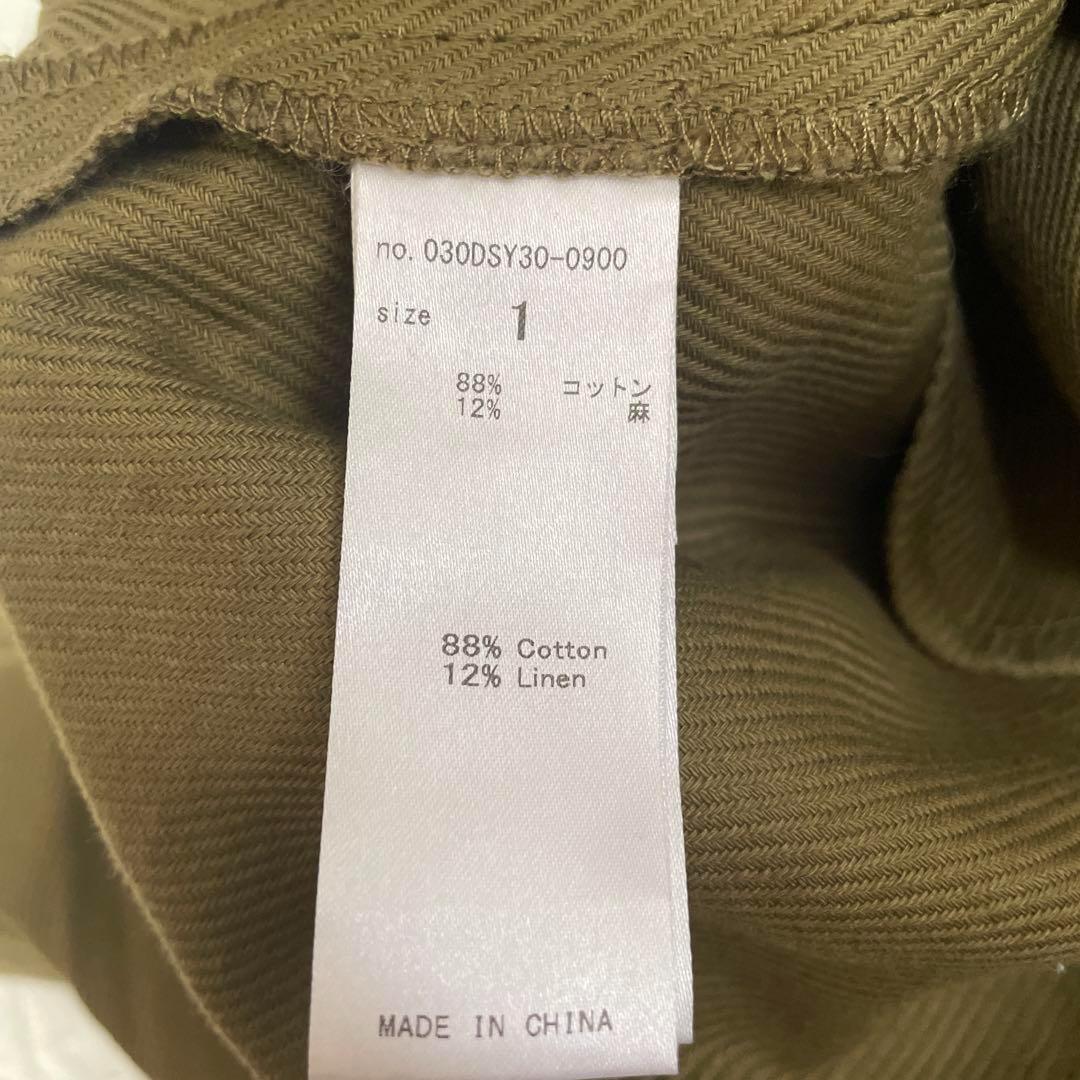 no. 030DSY30-0900
size 1
88% コットン
12% 麻
88% Cotton
12% Linen
MADE IN CHINA